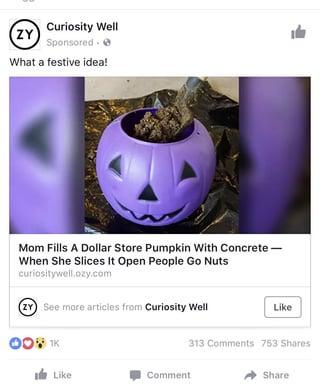 ZY
Curiosity Well
Sponsored ·
What a festive idea!
Mom Fills A Dollar Store Pumpkin With Concrete —
When She Slices It Open People Go Nuts
curiositywell.ozy.com
ZY
See more articles from Curiosity Well
Like
1K
313 Comments 753 Shares
Like
Comment
Share